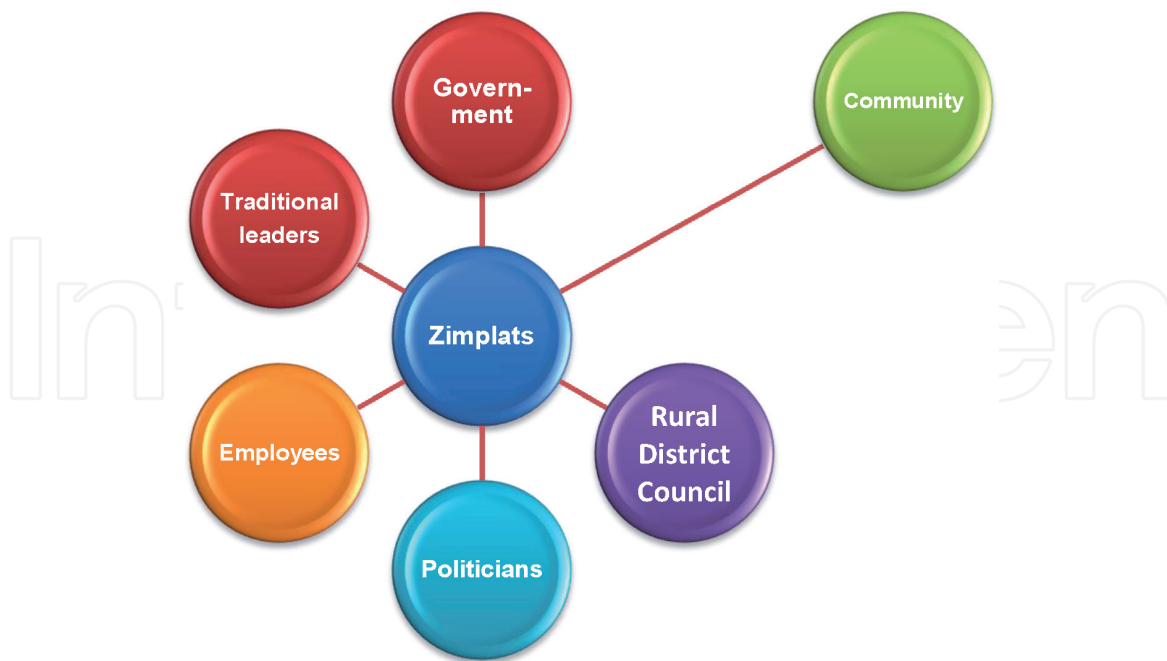 Govern-
ment
Community
Traditional
leaders
Zimplats
Employees
Rural
District
Council
Politicians